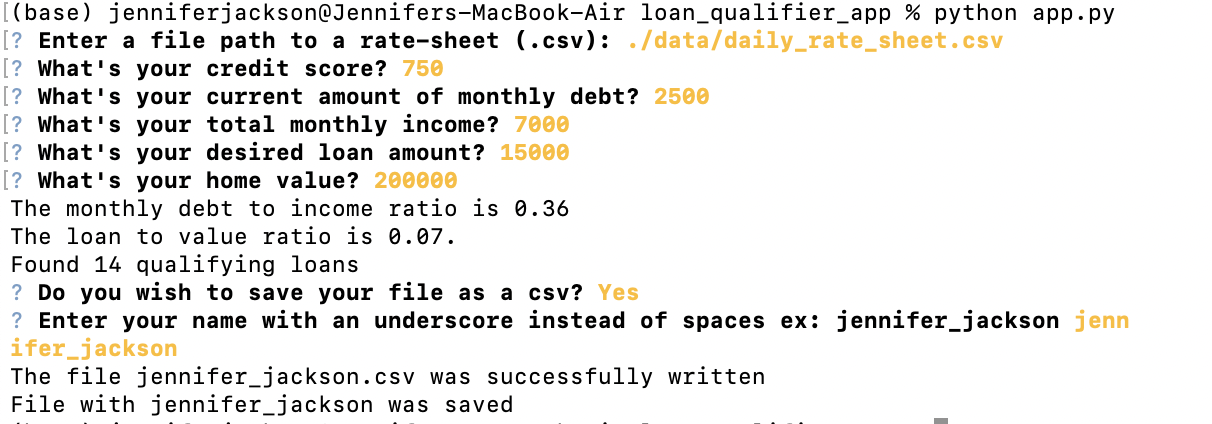 [(base) jenniferjackson@Jennifers-MacBook-Air loan_qualifier_app % python app.py
[? Enter a file path to a rate-sheet (.csv): ./data/daily_rate_sheet.csv
[? What's your credit score? 750
[? What's your current amount of monthly debt? 2500
[? What's your total monthly income? 7000
[? What's your desired loan amount? 15000
[? What's your home value? 200000
The monthly debt to income ratio is 0.36
The loan to value ratio is 0.07.
Found 14 qualifying loans
? Do you wish to save your file as a csv? Yes
? Enter your name with an underscore instead of spaces ex: jennifer_jackson jenn
ifer_jackson
The file jennifer_jackson.csv was successfully written
File with jennifer_jackson was saved